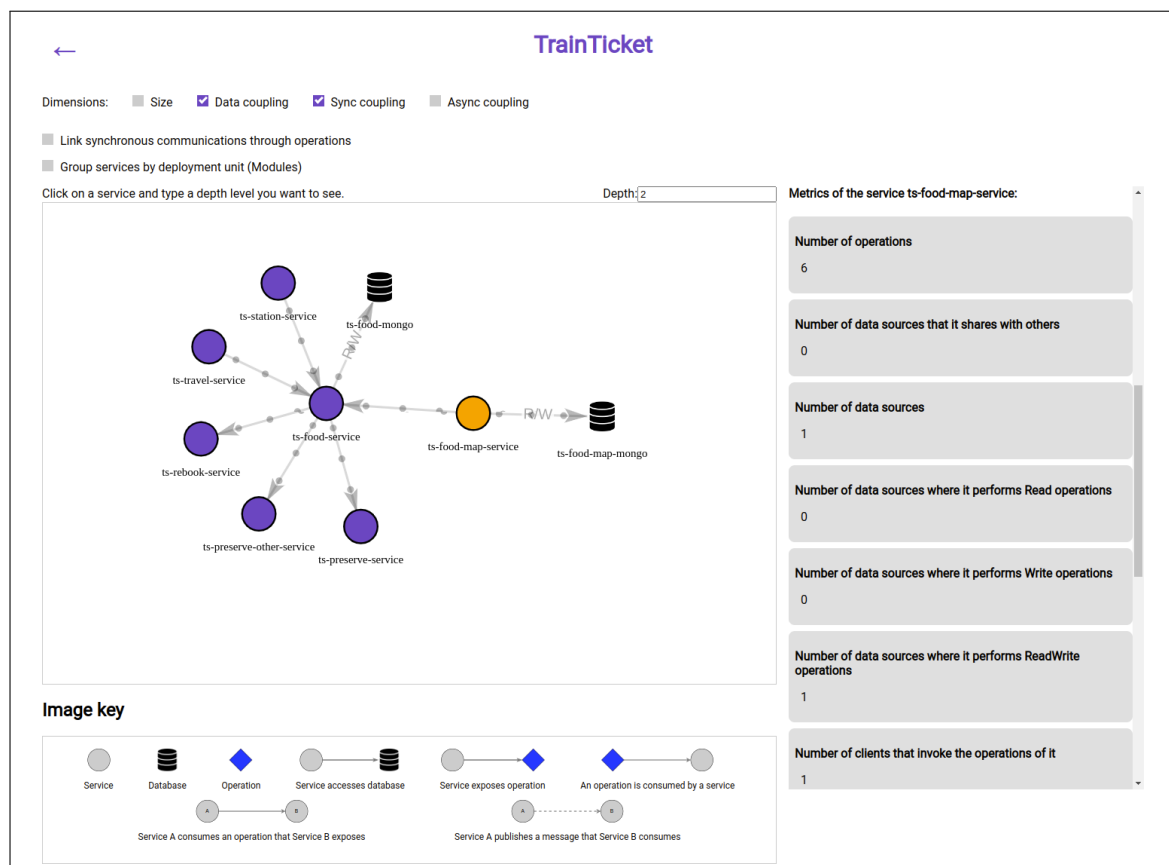 ←
TrainTicket
Dimensions: Size Data coupling Sync coupling Async coupling
Link synchronous communications through operations
Group services by deployment unit (Modules)
Click on a service and type a depth level you want to see. Depth: 2
ts-station-service
ts-food-mongo
R/W
ts-travel-service
ts-food-service
ts-food-map-service
R/W
ts-food-map-mongo
ts-rebook-service
ts-preserve-other-service
ts-preserve-service
Metrics of the service ts-food-map-service:
Number of operations
6
Number of data sources that it shares with others
0
Number of data sources
1
Number of data sources where it performs Read operations
0
Number of data sources where it performs Write operations
0
Number of data sources where it performs ReadWrite
operations
1
Number of clients that invoke the operations of it
1
Image key
Service Database Operation Service accesses database Service exposes operation An operation is consumed by a service
A B A B
Service A consumes an operation that Service B exposes Service A publishes a message that Service B consumes